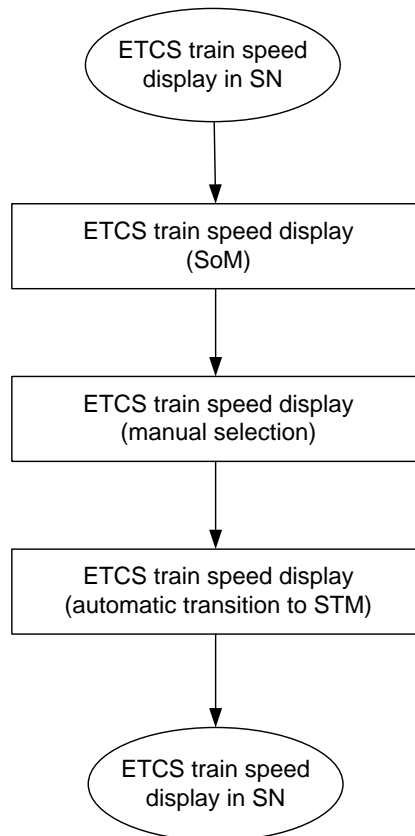 ETCS train speed
display in SN
ETCS train speed display
(SoM)
ETCS train speed display
(manual selection)
ETCS train speed display
(automatic transition to STM)
ETCS train speed
display in SN